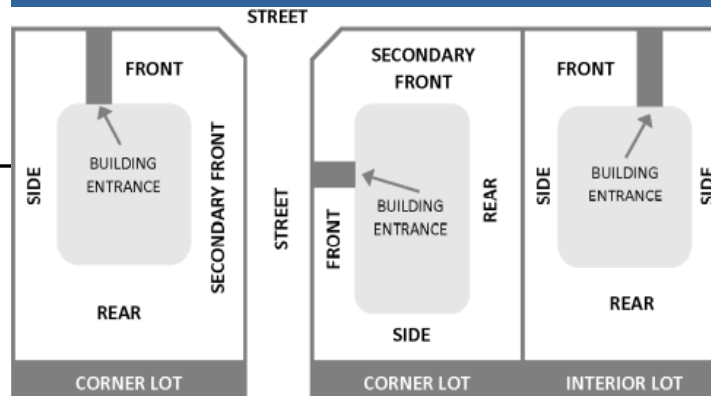 STREET
FRONT
SIDE
BUILDING
ENTRANCE
SECONDARY FRONT
REAR
CORNER LOT
STREET
SECONDARY
FRONT
FRONT
BUILDING
ENTRANCE
REAR
SIDE
CORNER LOT
FRONT
SIDE
BUILDING
ENTRANCE
SIDE
REAR
INTERIOR LOT